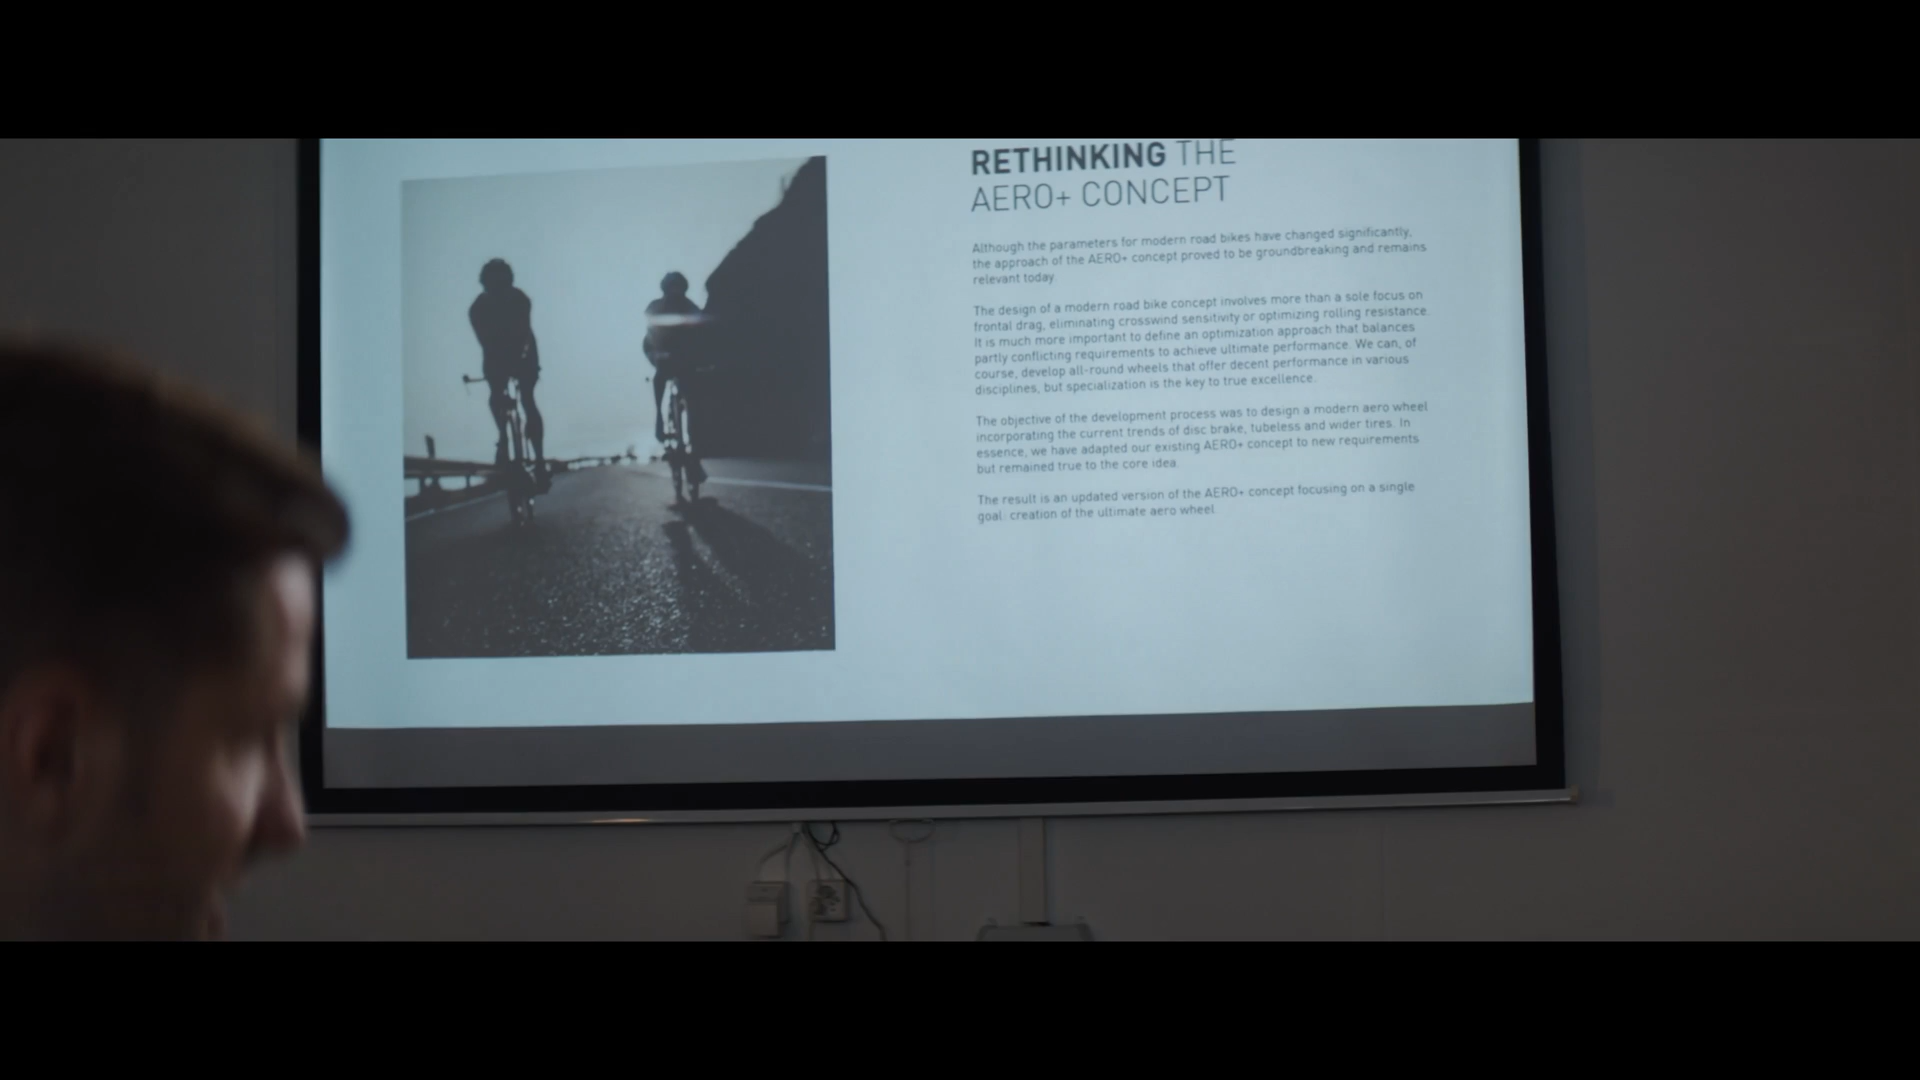 RETHINKING THE
AERO+ CONCEPT
Although the parameters for modern road bikes have changed significantly,
the approach of the AERO+ concept proved to be groundbreaking and remains
relevant today.
The design of a modern road bike concept involves more than a sole focus on
frontal drag, eliminating crosswind sensitivity or optimizing rolling resistance.
It is much more important to define an optimization approach that balances
partly conflicting requirements to achieve ultimate performance. We can, of
course, develop all-round wheels that offer decent performance in various
disciplines, but specialization is the key to true excellence.
The objective of the development process was to design a modern aero wheel
incorporating the current trends of disc brake, tubeless and wider tires. In
essence, we have adapted our existing AERO+ concept to new requirements
but remained true to the core idea.
The result is an updated version of the AERO+ concept focusing on a single
goal: creation of the ultimate aero wheel.